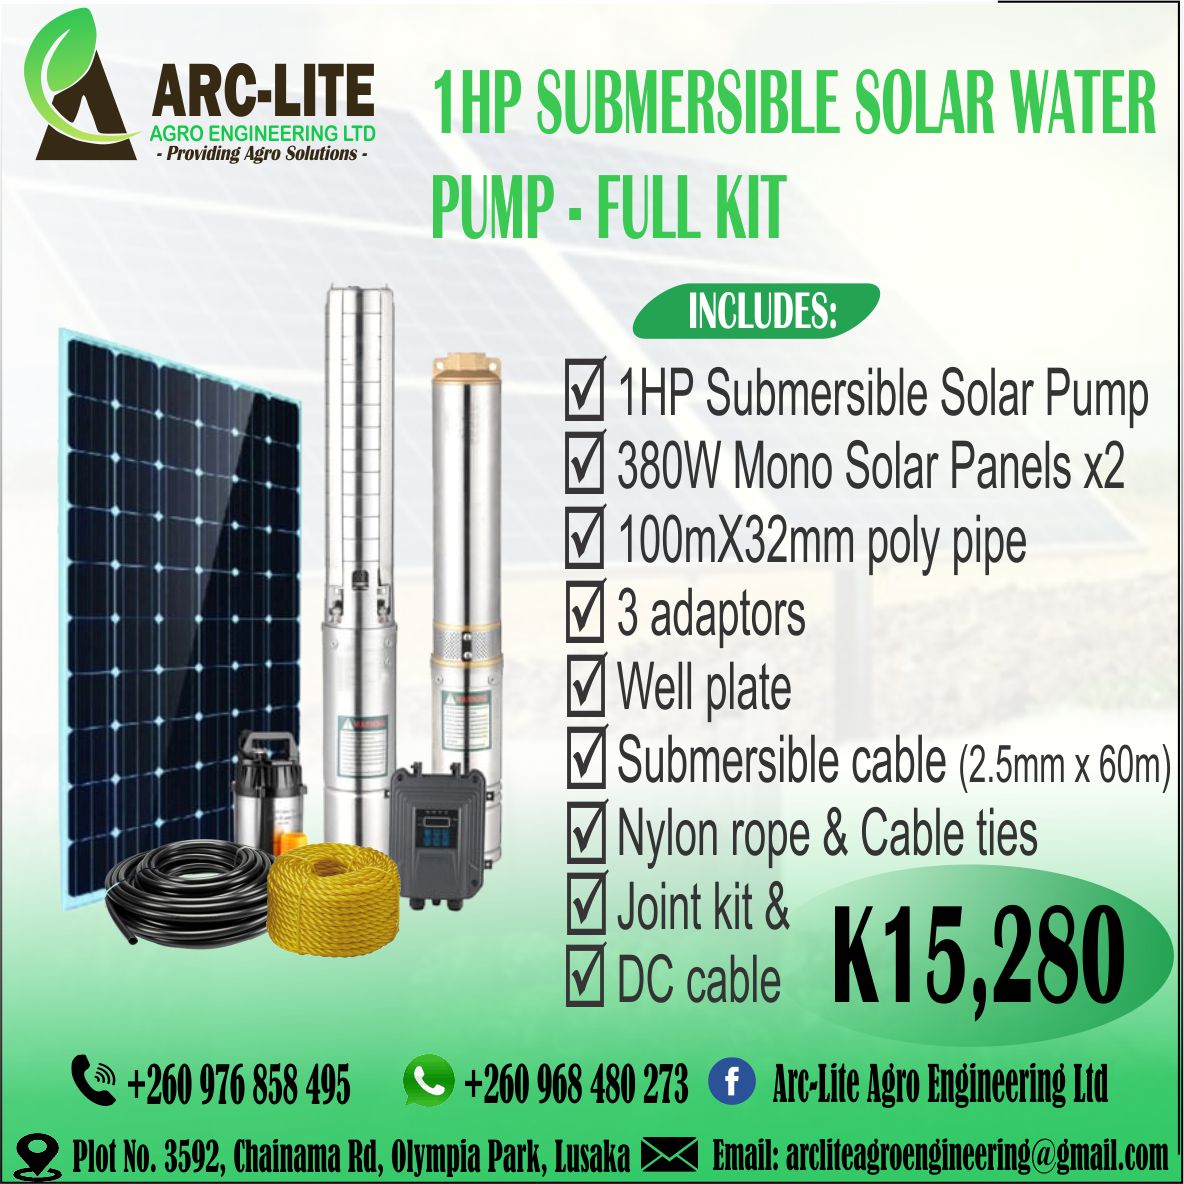 ARC-LITE
AGRO ENGINEERING LTD
- Providing Agro Solutions -
1HP SUBMERSIBLE SOLAR WATER
PUMP - FULL KIT
INCLUDES:
1HP Submersible Solar Pump
380W Mono Solar Panels x2
100mX32mm poly pipe
3 adaptors
Well plate
Submersible cable (2.5mm x 60m)
Nylon rope & Cable ties
Joint kit &
DC cable
K15,280
+260 976 858 495
+260 968 480 273
Arc-Lite Agro Engineering Ltd
Plot No. 3592, Chainama Rd, Olympia Park, Lusaka
Email: arcliteagroengineering@gmail.com